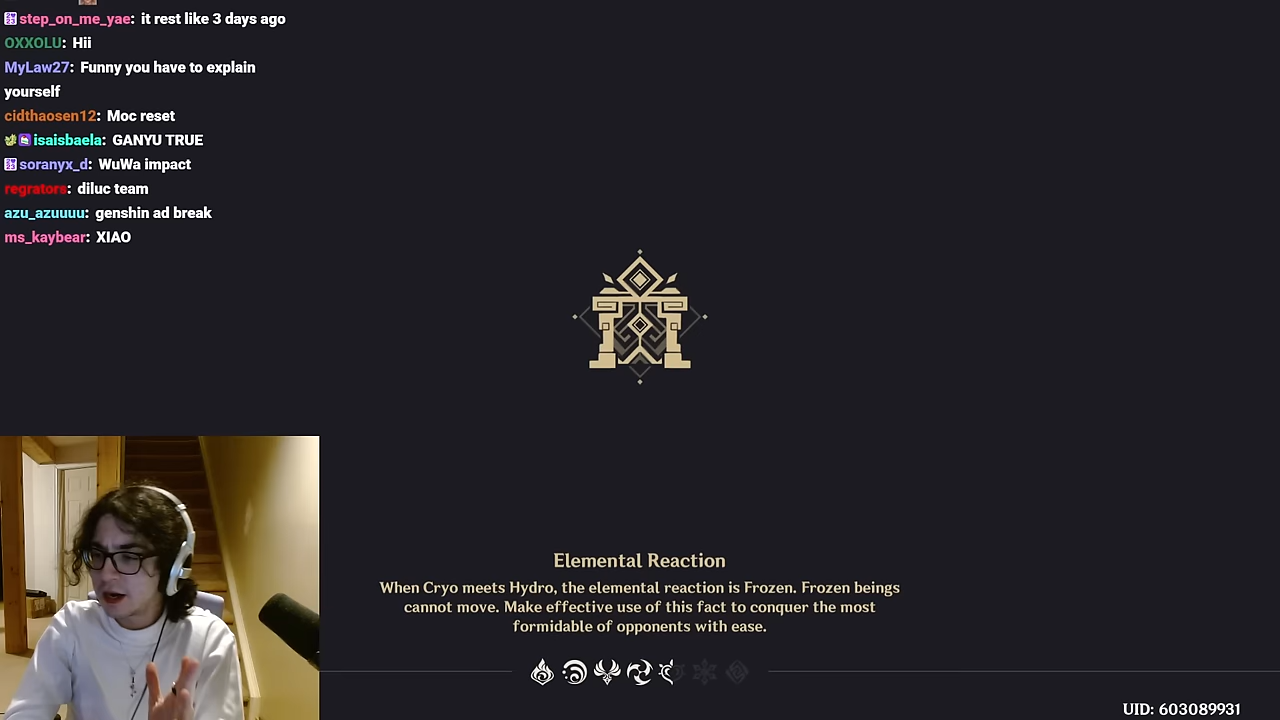 step_on_me_yae: it rest like 3 days ago
OXXOLU: Hii
MyLaw27: Funny you have to explain
yourself
cidthaosen12: Moc reset
isaisbaela: GANYU TRUE
soranyx_d: WuWa impact
regrators: diluc team
azu_azuuuu: genshin ad break
ms_kaybear: XIAO
Elemental Reaction
When Cryo meets Hydro, the elemental reaction is Frozen. Frozen beings
cannot move. Make effective use of this fact to conquer the most
formidable of opponents with ease.
UID: 603089931